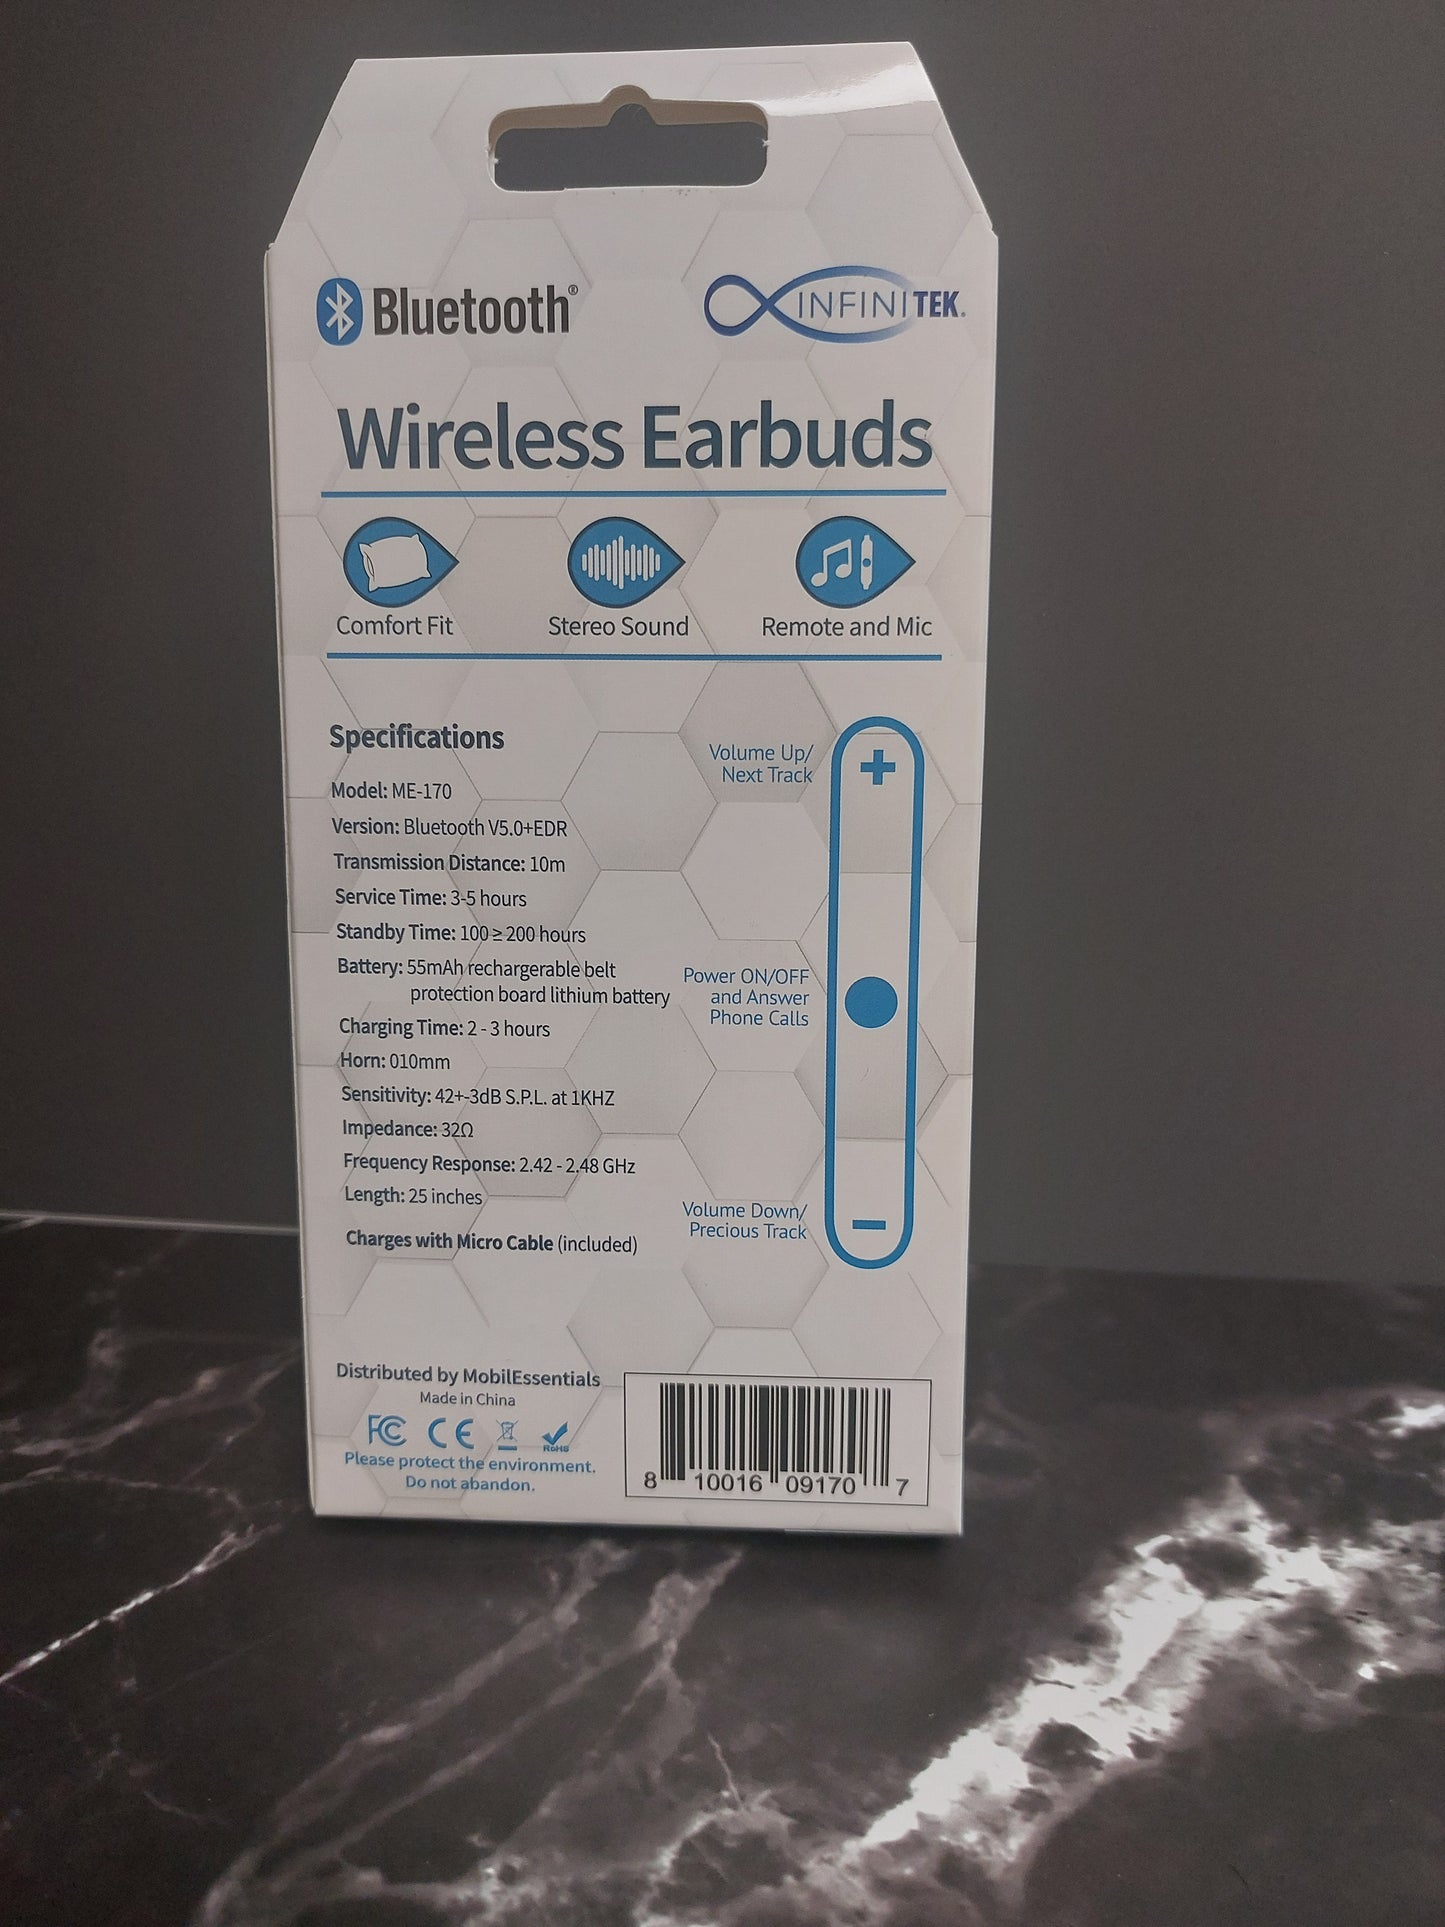 Bluetooth®
INFINITEK.
Wireless Earbuds
Comfort Fit
Stereo Sound
Remote and Mic
Specifications
Model: ME-170
Version: Bluetooth V5.0+EDR
Transmission Distance: 10m
Service Time: 3-5 hours
Standby Time: 100 ≥ 200 hours
Battery: 55mAh rechargerable belt
protection board lithium battery
Charging Time: 2 - 3 hours
Horn: 010mm
Sensitivity: 42+-3dB S.P.L. at 1KHZ
Impedance: 32Ω
Frequency Response: 2.42 - 2.48 GHz
Length: 25 inches
Charges with Micro Cable (included)
Volume Up/
Next Track
+
Power ON/OFF
and Answer
Phone Calls
Volume Down/
Precious Track
−
Distributed by MobilEssentials
Made in China
FC CE RoHS
Please protect the environment.
Do not abandon.
8 10016 09170 7